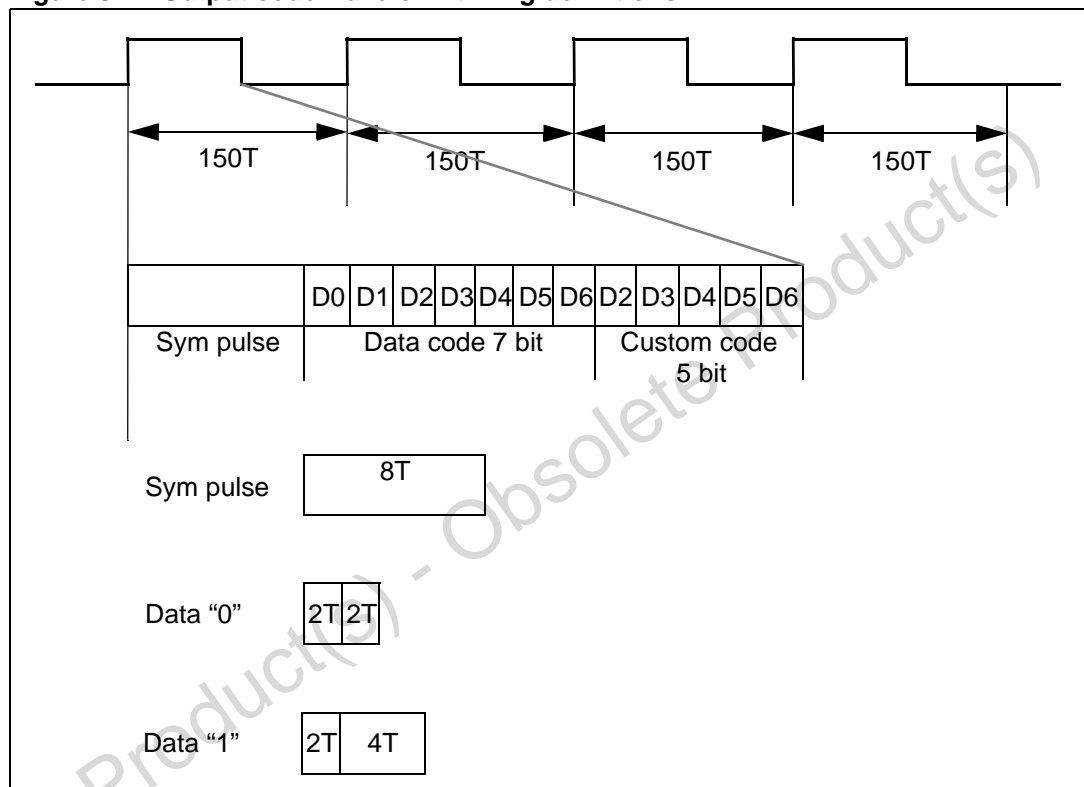 150T 150T 150T 150T
D0 D1 D2 D3 D4 D5 D6 D2 D3 D4 D5 D6
Sym pulse Data code 7 bit Custom code
5 bit
Sym pulse 8T
Data “0” 2T 2T
Data “1” 2T 4T
Product(s) - Obsolete Product(s)